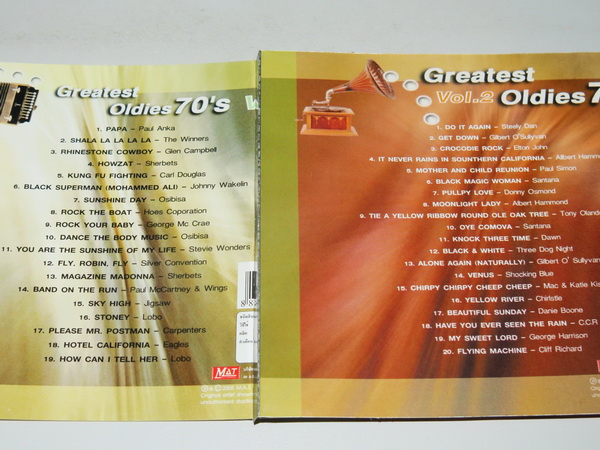 Greatest
Oldies 70's
1. PAPA – Paul Anka
2. SHALA LA LA LA LA – The Winners
3. RHINESTONE COWBOY – Glen Campbell
4. HOWZAT – Sherbets
5. KUNG FU FIGHTING – Carl Douglas
6. BLACK SUPERMAN (MOHAMMED ALI) – Johnny Wakelin
7. SUNSHINE DAY – Osibisa
8. ROCK THE BOAT – Hoes Coporation
9. ROCK YOUR BABY – George Mc Crae
10. DANCE THE BODY MUSIC – Osibisa
11. YOU ARE THE SUNSHINE OF MY LIFE – Stevie Wonders
12. FLY, ROBIN, FLY – Silver Convention
13. MAGAZINE MADONNA – Sherbets
14. BAND ON THE RUN – Paul McCartney & Wings
15. SKY HIGH – Jigsaw
16. STONEY – Lobo
17. PLEASE MR. POSTMAN – Carpenters
18. HOTEL CALIFORNIA – Eagles
19. HOW CAN I TELL HER – Lobo
MAT
Greatest
Vol.2 Oldies 7
1. DO IT AGAIN – Steely Dan
2. GET DOWN – Gilbert O'Sullyvan
3. CROCODIE ROCK – Elton John
4. IT NEVER RAINS IN SOUNTHERN CALIFORNIA – Allbert Hammo
5. MOTHER AND CHILD REUNION – Paul Simon
6. BLACK MAGIC WOMAN – Santana
7. PULLPY LOVE – Donny Osmond
8. MOONLIGHT LADY – Albert Hammond
9. TIE A YELLOW RIBBOW ROUND OLE OAK TREE – Tony Olando
10. OYE COMOVA – Santana
11. KNOCK THREE TIME – Dawn
12. BLACK & WHITE – Three Dog Night
13. ALONE AGAIN (NATURALLY) – Gilbert O' Sullyvan
14. VENUS – Shocking Blue
15. CHIRPY CHIRPY CHEEP CHEEP – Mac & Katie Kis
16. YELLOW RIVER – Christle
17. BEAUTIFUL SUNDAY – Danie Boone
18. HAVE YOU EVER SEEN THE RAIN – C.C.R
19. MY SWEET LORD – George Harrison
20. FLYING MACHINE – Cliff Richard
MAT